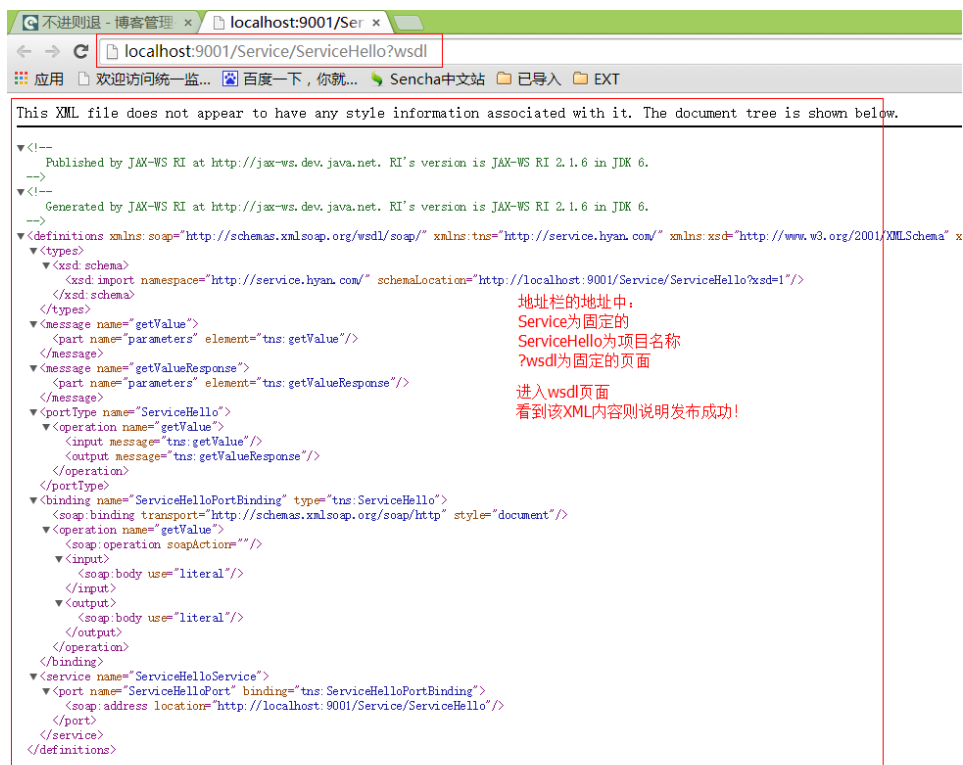 不进则退 - 博客管理
localhost:9001/Ser
localhost:9001/Service/ServiceHello?wsdl
应用 欢迎访问统一监... 百度一下，你就... Sencha中文站 已导入 EXT
This XML file does not appear to have any style information associated with it. The document tree is shown below.
▼<!--
Published by JAX-WS RI at http://jax-ws.dev.java.net. RI's version is JAX-WS RI 2.1.6 in JDK 6.
-->
▼<!--
Generated by JAX-WS RI at http://jax-ws.dev.java.net. RI's version is JAX-WS RI 2.1.6 in JDK 6.
-->
▼<definitions xmlns:soap="http://schemas.xmlsoap.org/wsdl/soap/" xmlns:tns="http://service.hyan.com/" xmlns:xsd="http://www.w3.org/2001/XMLSchema" x
▼<types>
▼<xsd:schema>
<xsd:import namespace="http://service.hyan.com/" schemaLocation="http://localhost:9001/Service/ServiceHello?xsd=1"/>
</xsd:schema>
</types>
▼<message name="getValue">
<part name="parameters" element="tns:getValue"/>
</message>
▼<message name="getValueResponse">
<part name="parameters" element="tns:getValueResponse"/>
</message>
▼<portType name="ServiceHello">
▼<operation name="getValue">
<input message="tns:getValue"/>
<output message="tns:getValueResponse"/>
</operation>
</portType>
▼<binding name="ServiceHelloPortBinding" type="tns:ServiceHello">
<soap:binding transport="http://schemas.xmlsoap.org/soap/http" style="document"/>
▼<operation name="getValue">
<soap:operation soapAction=""/>
▼<input>
<soap:body use="literal"/>
</input>
▼<output>
<soap:body use="literal"/>
</output>
</operation>
</binding>
▼<service name="ServiceHelloService">
▼<port name="ServiceHelloPort" binding="tns:ServiceHelloPortBinding">
<soap:address location="http://localhost:9001/Service/ServiceHello"/>
</port>
</service>
</definitions>
地址栏的地址中：
Service为固定的
ServiceHello为项目名称
?wsdl为固定的页面
进入wsdl页面
看到该XML内容则说明发布成功！